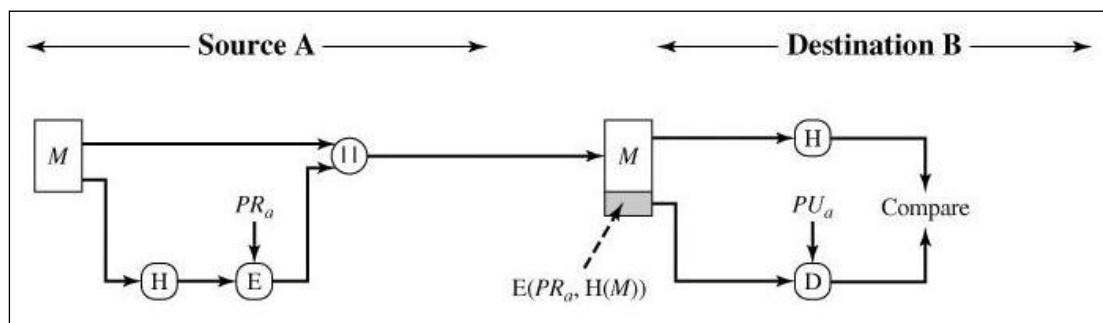 Source A
Destination B
M
||
M
H
PRₐ
PUₐ
Compare
H
E
E(PRₐ, H(M))
D